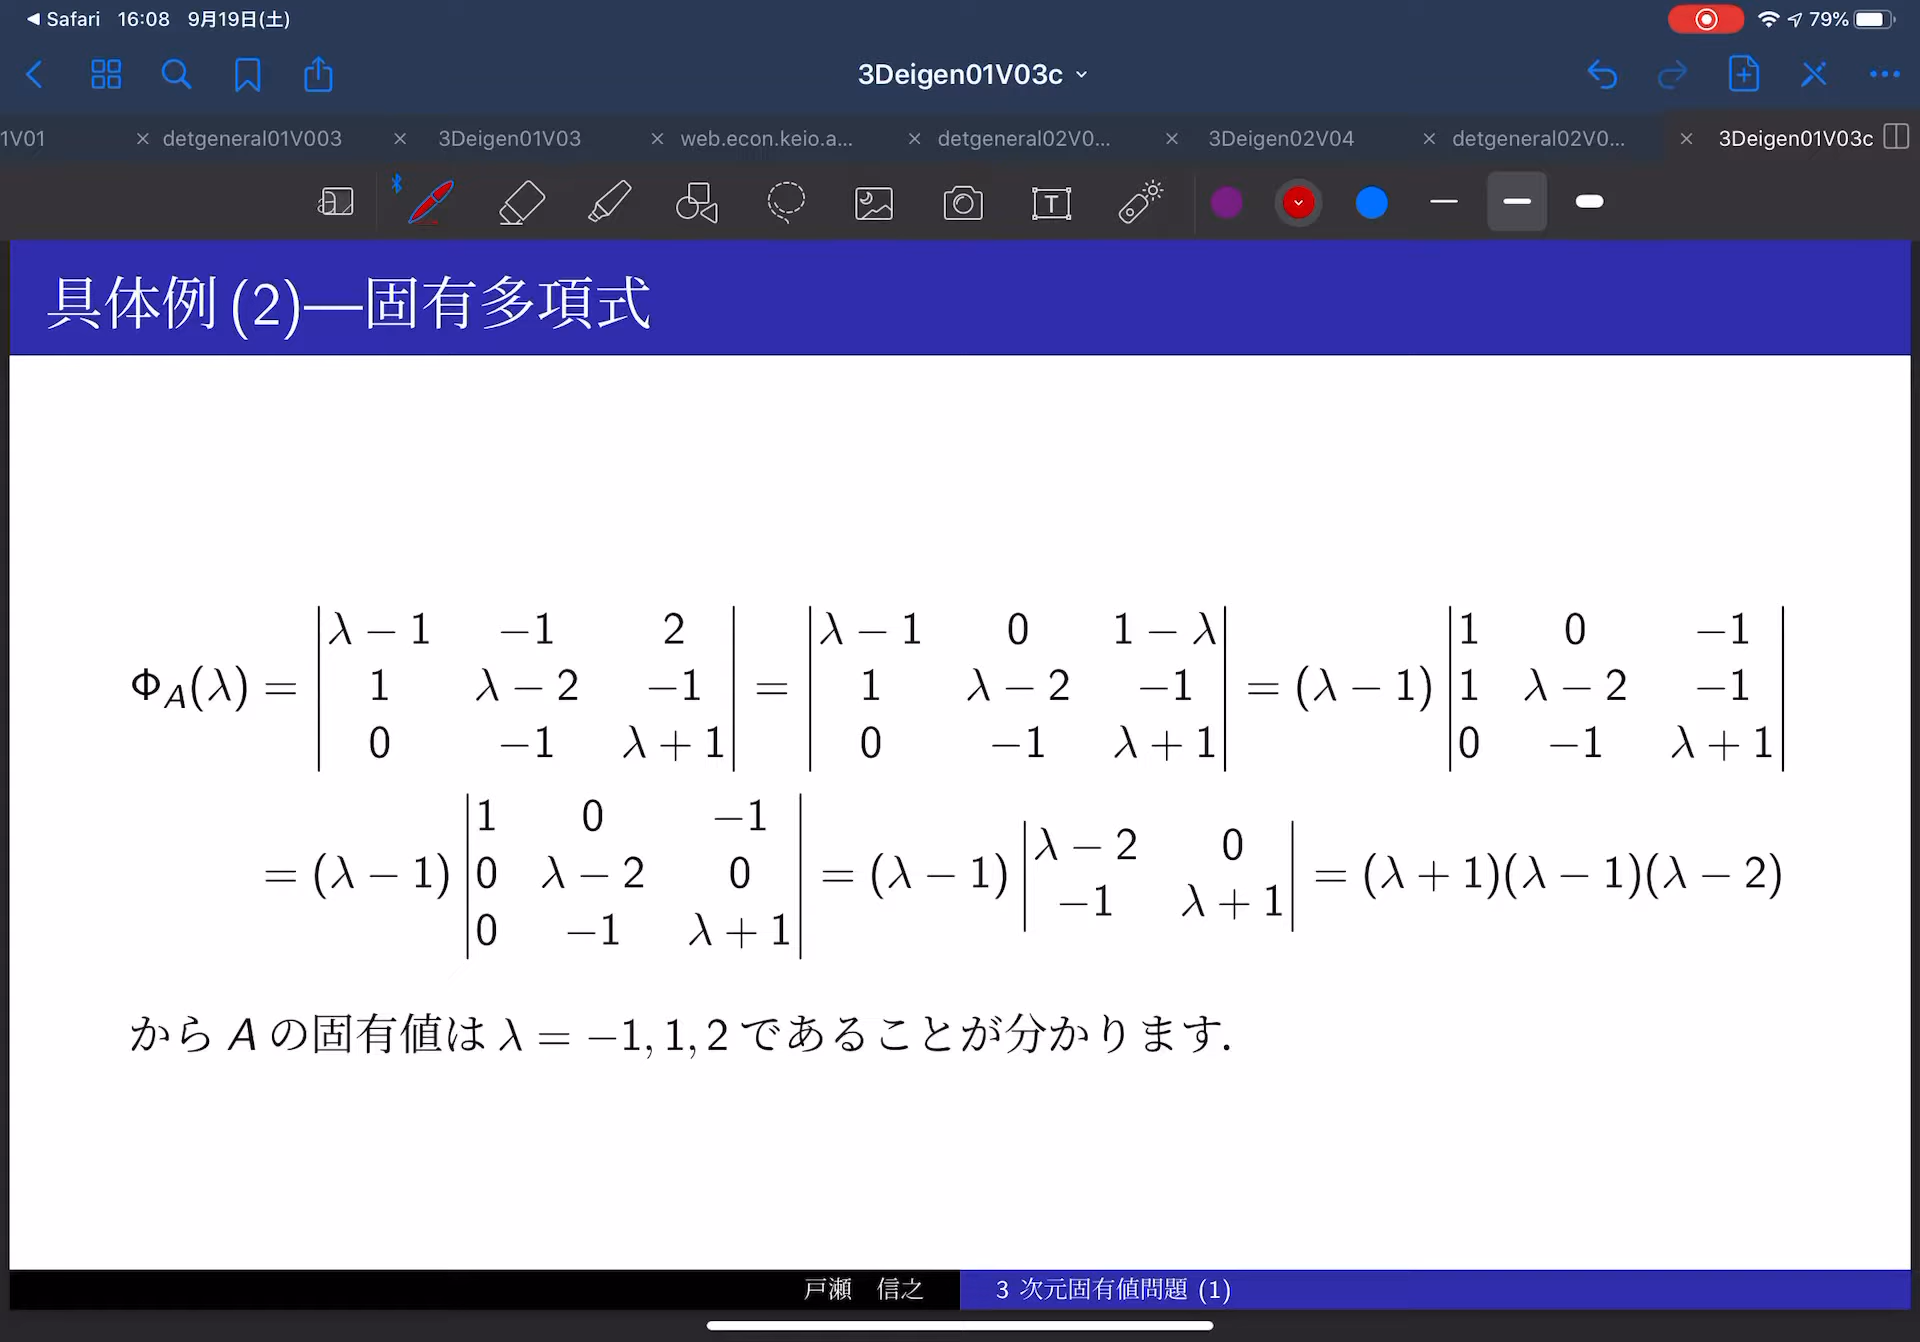 Safari 16:08 9月19日(土) 79%
3Deigen01V03c
1V01 × detgeneral01V003 × 3Deigen01V03 × web.econ.keio.a... × detgeneral02V0... × 3Deigen02V04 × detgeneral02V0... × 3Deigen01V03c
具体例 (2)—固有多項式
Φ_A(λ) = |λ − 1 −1 2; 1 λ − 2 −1; 0 −1 λ + 1| = |λ − 1 0 1 − λ; 1 λ − 2 −1; 0 −1 λ + 1| = (λ − 1) |1 0 −1; 1 λ − 2 −1; 0 −1 λ + 1|
= (λ − 1) |1 0 −1; 0 λ − 2 0; 0 −1 λ + 1| = (λ − 1) |λ − 2 0; −1 λ + 1| = (λ + 1)(λ − 1)(λ − 2)
から A の固有値は λ = −1, 1, 2 であることが分かります.
戸瀬 信之 3 次元固有値問題 (1)